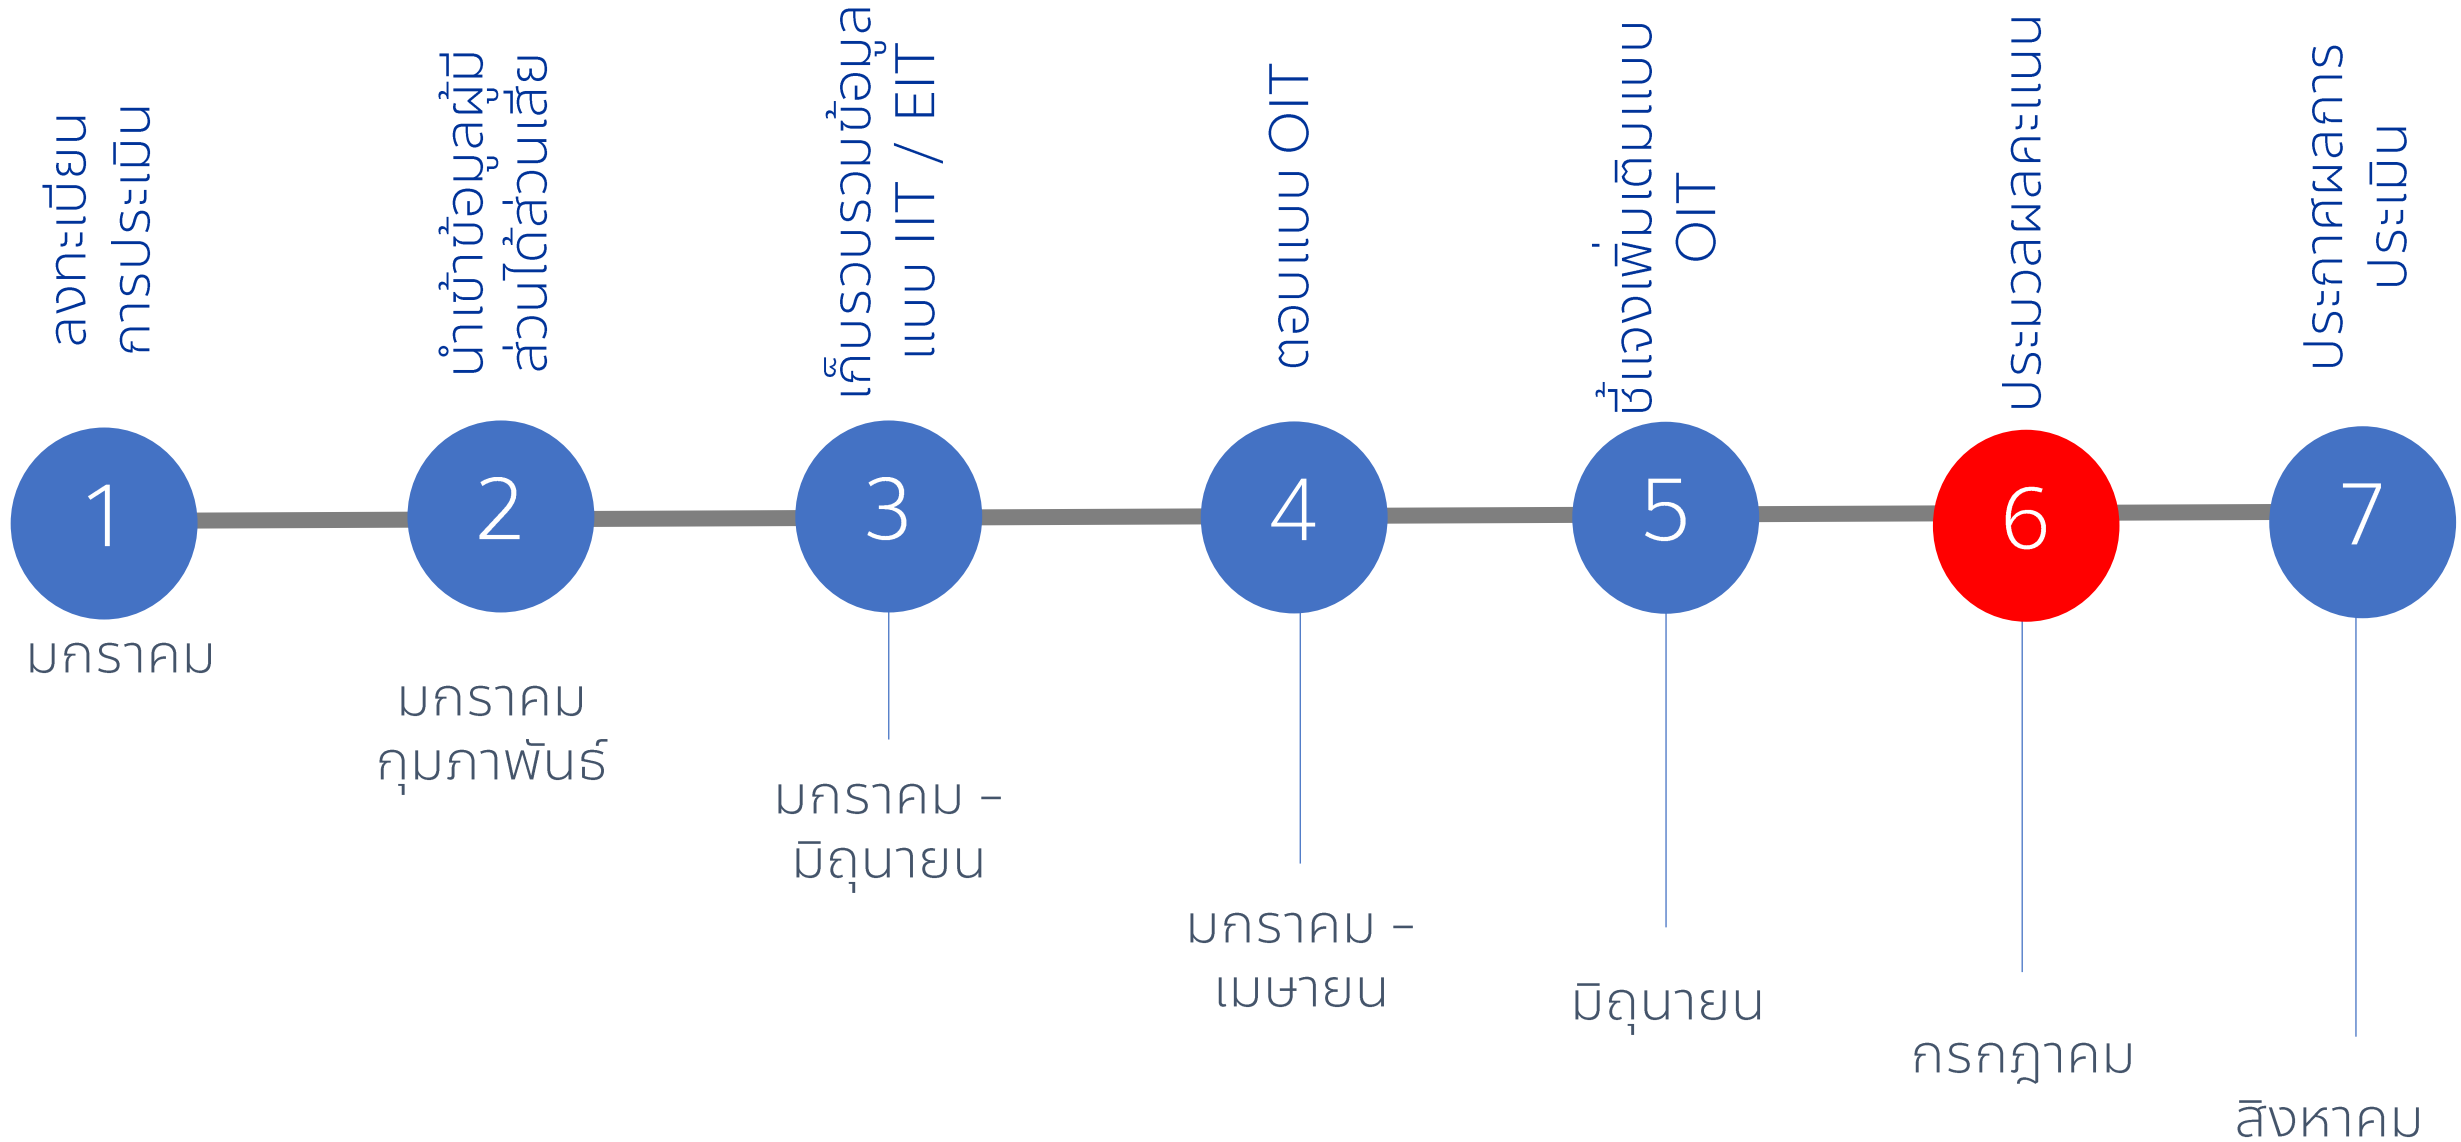 ลงทะเบียน
การประเมิน
นำเข้าข้อมูลผู้มี
ส่วนได้ส่วนเสีย
เก็บรวบรวมข้อมูล
แบบ IIT / EIT
ตอบแบบ OIT
ชี้แจงเพิ่มเติมแบบ
OIT
ประมวลผลคะแนน
ประกาศผลการ
ประเมิน
1
2
3
4
5
6
7
มกราคม
มกราคม
กุมภาพันธ์
มกราคม –
มิถุนายน
มกราคม –
เมษายน
มิถุนายน
กรกฎาคม
สิงหาคม